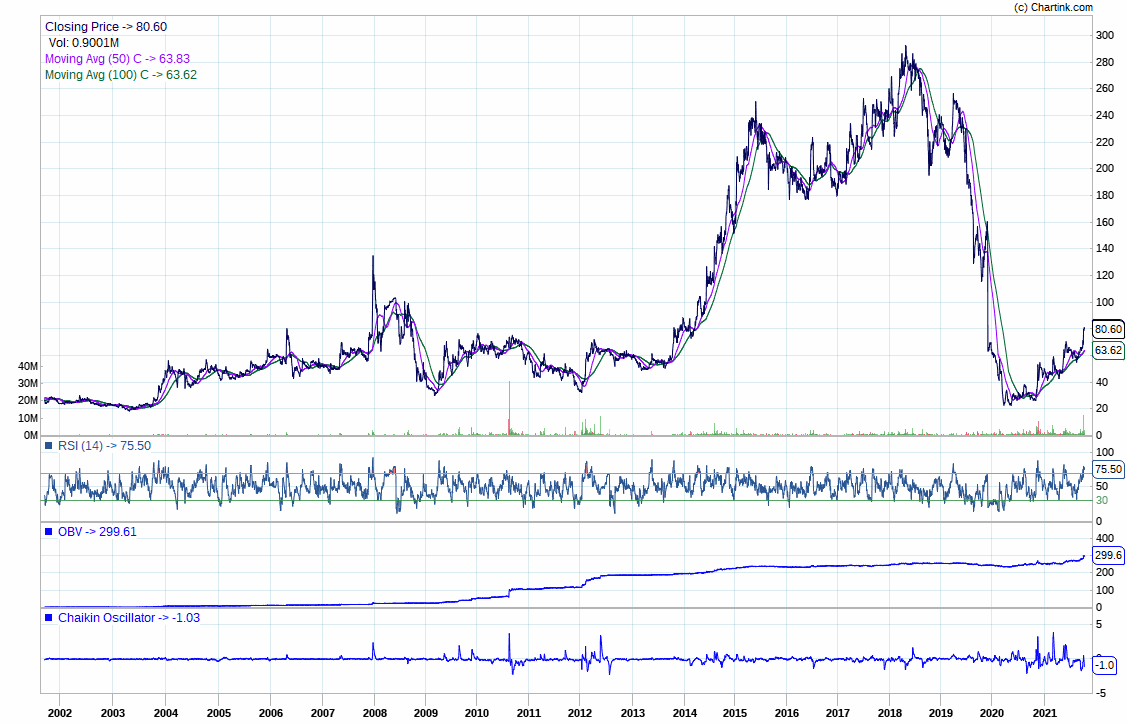 (c) Chartink.com
Closing Price -> 80.60
Vol: 0.9001M
Moving Avg (50) C -> 63.83
Moving Avg (100) C -> 63.62
300
280
260
240
220
200
180
160
140
120
100
80.60
63.62
40
20
0
40M
30M
20M
10M
0M
RSI (14) -> 75.50
100
75.50
50
30
0
OBV -> 299.61
400
299.6
200
100
0
Chaikin Oscillator -> -1.03
5
-1.0
-5
2002 2003 2004 2005 2006 2007 2008 2009 2010 2011 2012 2013 2014 2015 2016 2017 2018 2019 2020 2021